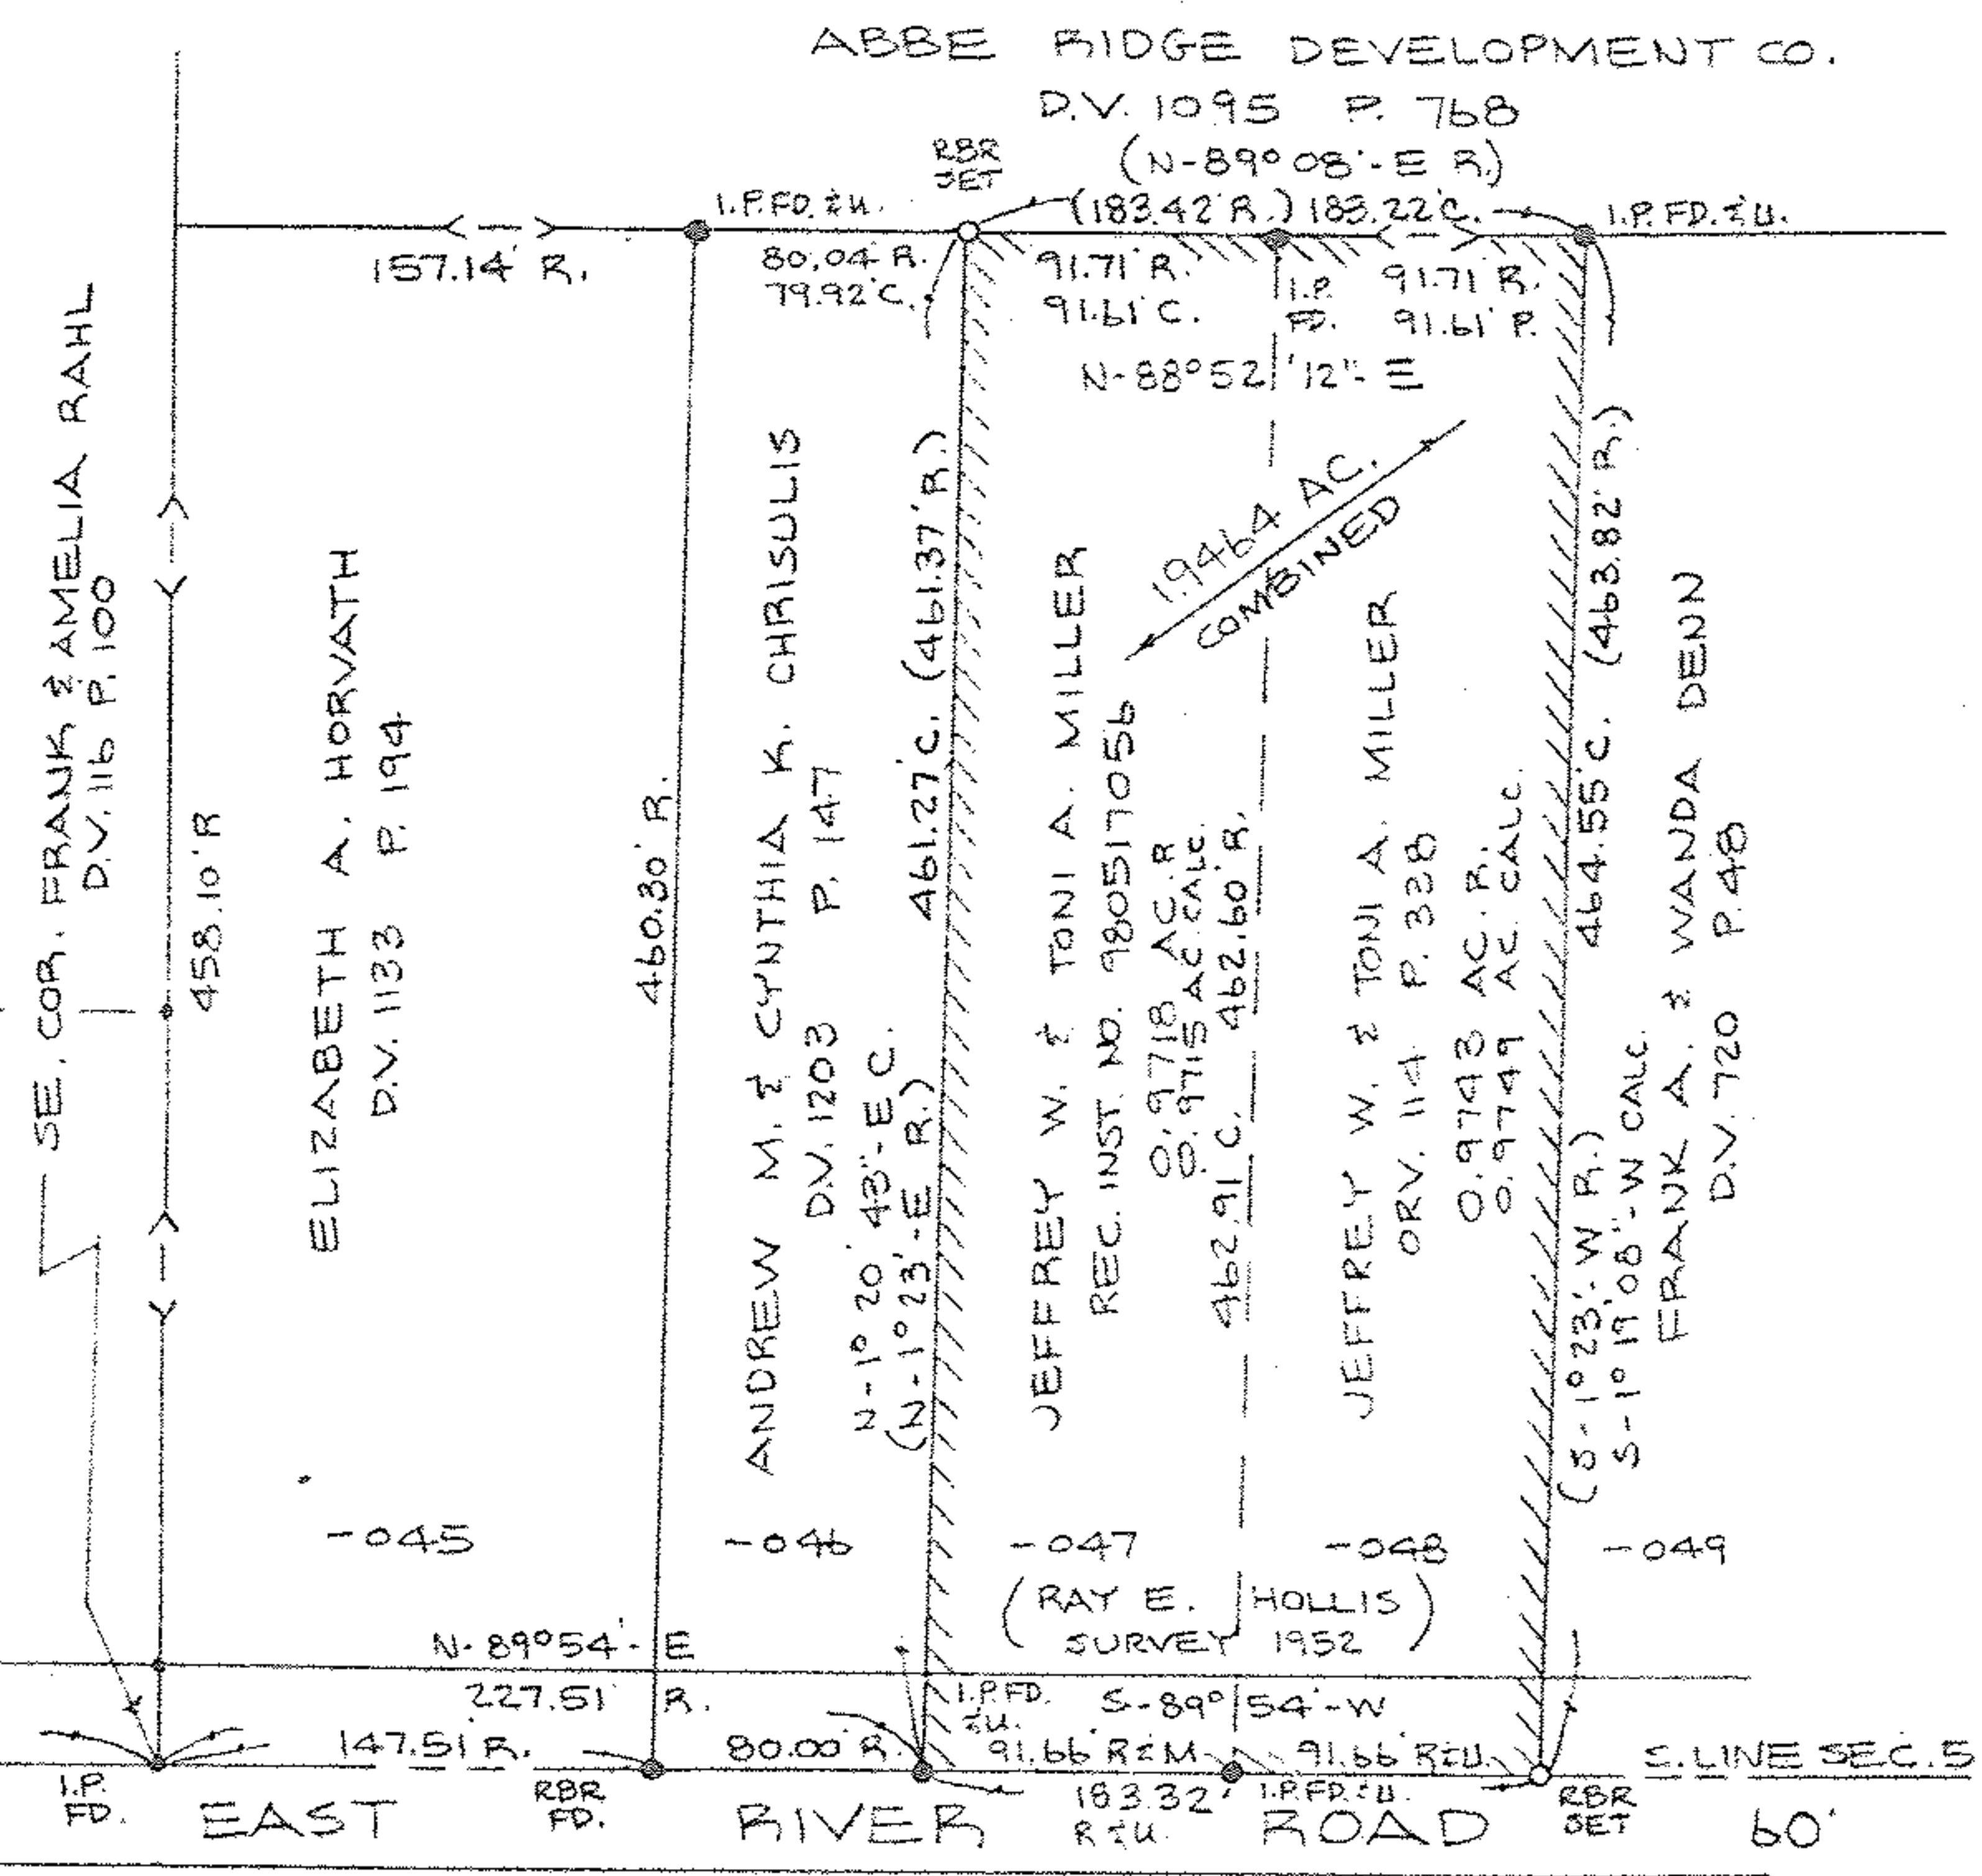 ABBE RIDGE DEVELOPMENT CO.
D.V. 1095 P. 768
(N-89° 08'-E R.)
RBR
SET
I.P. FD. & U.
(183.42' R.) 183.22' C.
I.P. FD. & U.
157.14' R.
80.04' R.
79.92' C.
91.71' R.
91.61' C.
I.P.
FD.
91.71' R.
91.61' P.
N-88° 52' 12"- E
1.9464 AC.
COMBINED
SE. COR. FRANK & AMELIA RAHL
D.V. 116 P. 100
458.10' R
ELIZABETH A. HORVATH
D.V. 1133 P. 194
460.30' R.
ANDREW M. & CYNTHIA K. CHRISULIS
D.V. 1203 P. 147
N-1° 20' 43"-E C.
(N-1° 23'-E R.)
461.27' C. (461.37' R.)
JEFFREY W. & TONI A. MILLER
REC. INST. NO. 980517056
0.9718 AC. R
0.9715 AC. CALC.
462.91 C. 462.60' R.
JEFFREY W. & TONI A. MILLER
ORV. 114 P. 328
0.9743 AC. R.
0.9749 AC. CALC.
464.55' C. (463.82' R.)
(S-1° 23'-W R.)
S-1° 19' 08"-W CALC.
FRANK A. & WANDA DENN
D.V. 720 P. 48
-045
-046
-047
-048
-049
(RAY E. HOLLIS
SURVEY 1952)
N-89° 54'- E
227.51' R.
I.P. FD.
& U.
S-89° 54'-W
147.51' R.
80.00' R.
91.66' R & M
91.66' R & U.
S. LINE SEC. 5
I.P.
FD.
RBR
FD.
183.32'
R & U.
I.P. FD. & U.
RBR
SET
EAST RIVER ROAD 60'